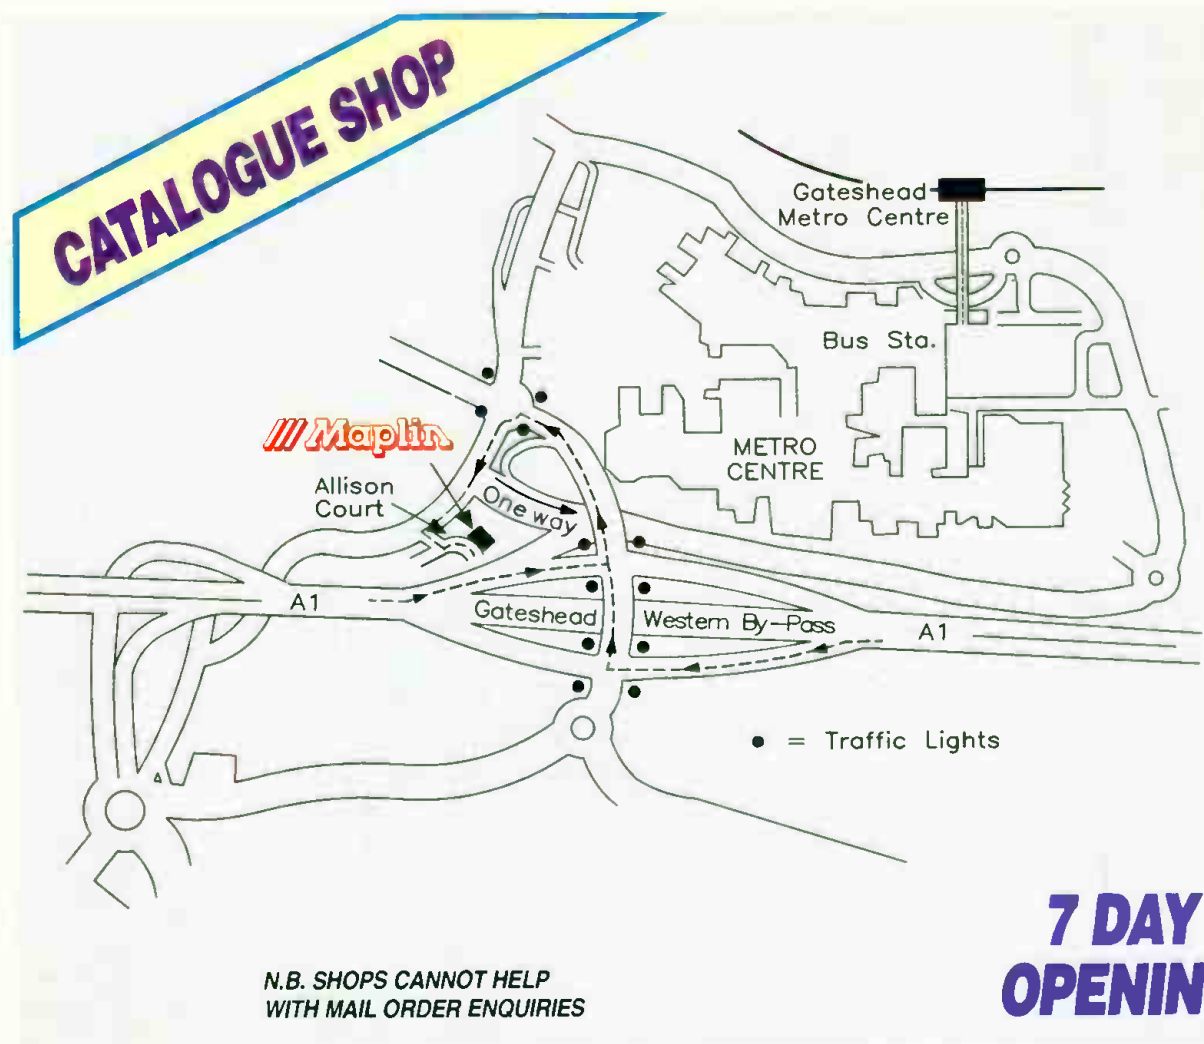 CATALOGUE SHOP
Gateshead
Metro Centre
Bus Sta.
Maplin
METRO
CENTRE
Allison
Court
One way
A1
Gateshead
Western By-Pass
A1
● = Traffic Lights
7 DAY
OPENIN
N.B. SHOPS CANNOT HELP
WITH MAIL ORDER ENQUIRIES